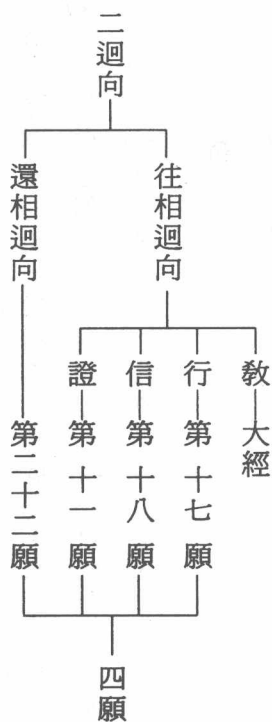 二迴向
往相迴向
還相迴向
教
大經
行
第十七願
信
第十八願
證
第十一願
第二十二願
四願